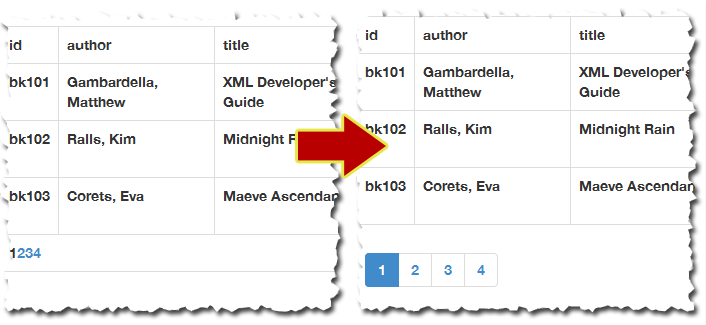 id author title
bk101 Gambardella, Matthew XML Developer's Guide
bk102 Ralls, Kim Midnight
bk103 Corets, Eva Maeve
1234
id author title
bk101 Gambardella, Matthew XML Developer's Guide
bk102 Ralls, Kim Midnight Rain
bk103 Corets, Eva Maeve
1 2 3 4